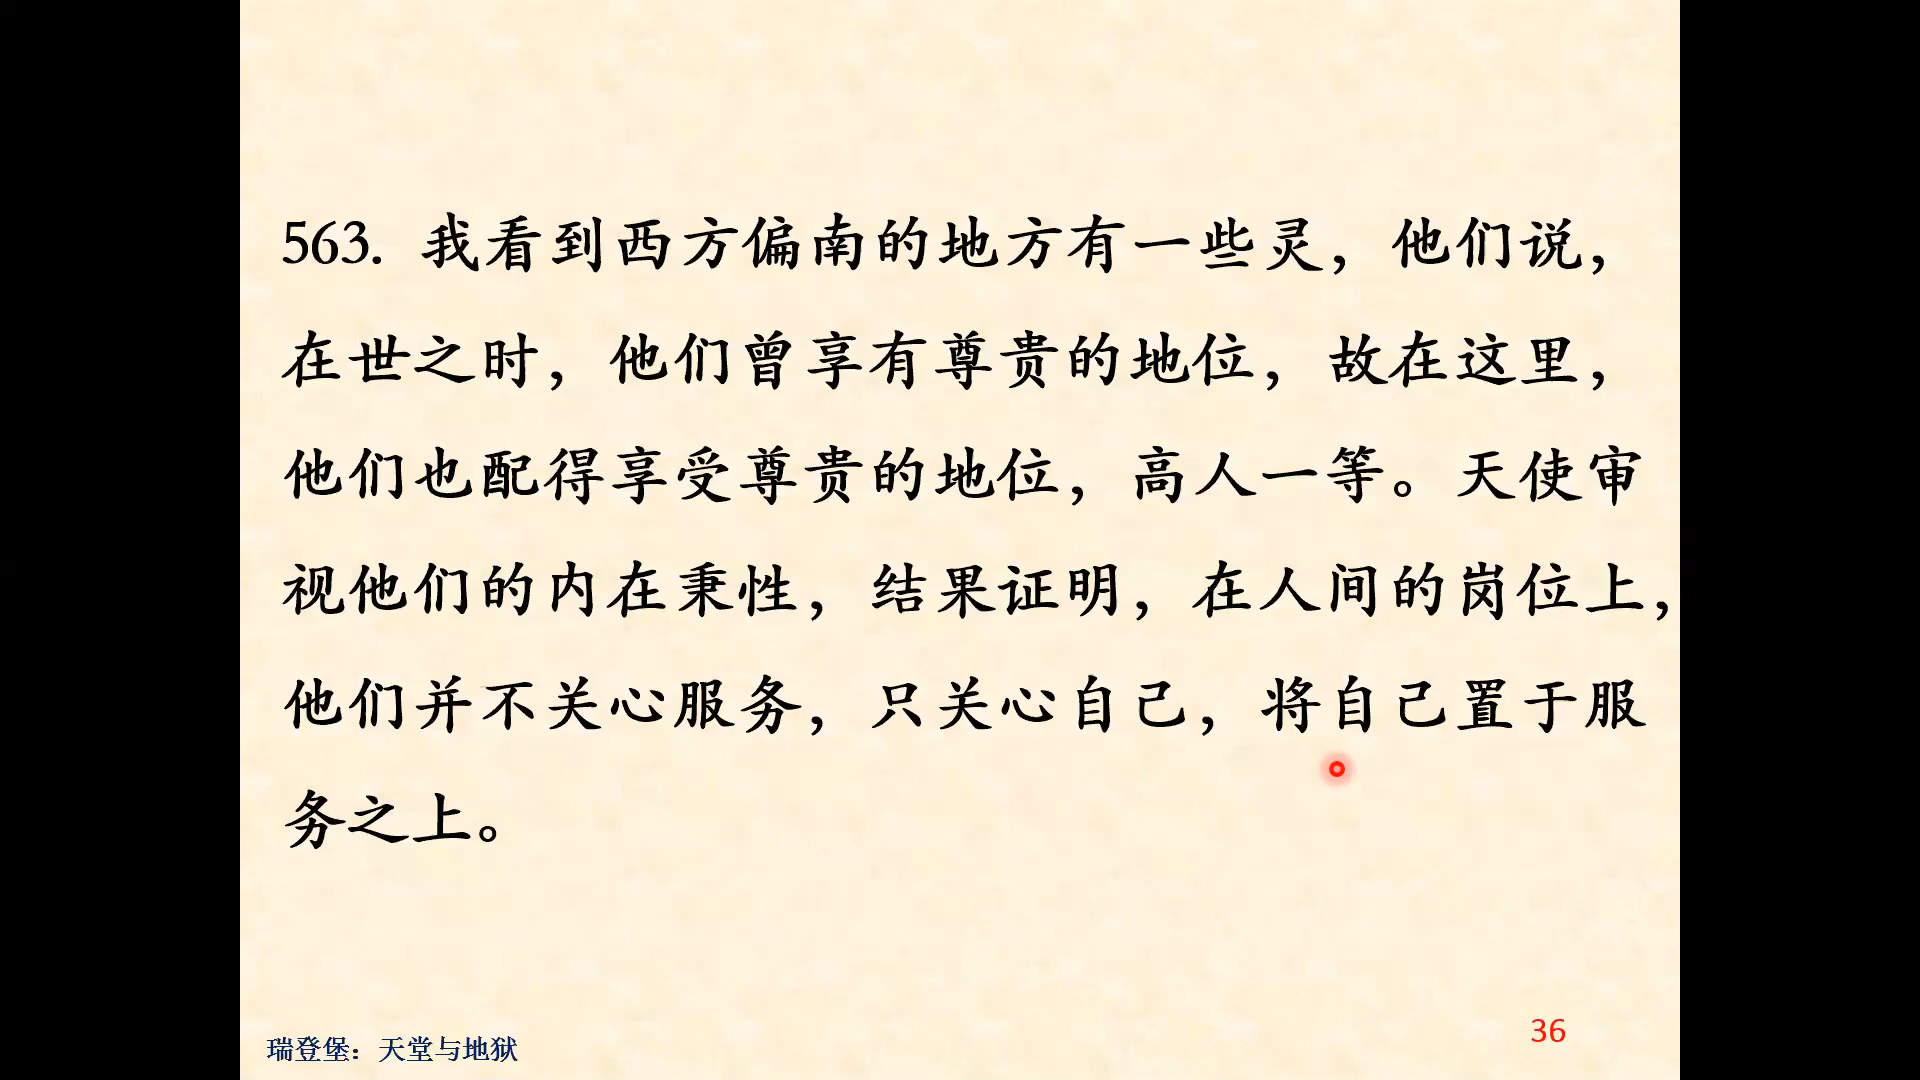 563. 我看到西方偏南的地方有一些灵，他们说，
在世之时，他们曾享有尊贵的地位，故在这里，
他们也配得享受尊贵的地位，高人一等。天使审
视他们的内在秉性，结果证明，在人间的岗位上，
他们并不关心服务，只关心自己，将自己置于服
务之上。
瑞登堡：天堂与地狱
36